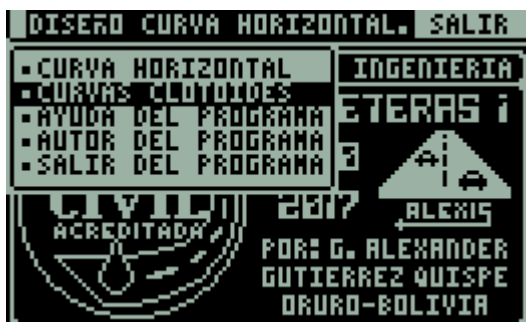 DISEÑO CURVA HORIZONTAL. SALIR
▪CURVA HORIZONTAL
▪CURVAS CLOTOIDES
▪AYUDA DEL PROGRAMA
▪AUTOR DEL PROGRAMA
▪SALIR DEL PROGRAMA
INGENIERIA
ETERAS i
CIVIL
ACREDITADA
2017
ALEXIS
POR: G. ALEXANDER
GUTIERREZ QUISPE
ORURO-BOLIVIA